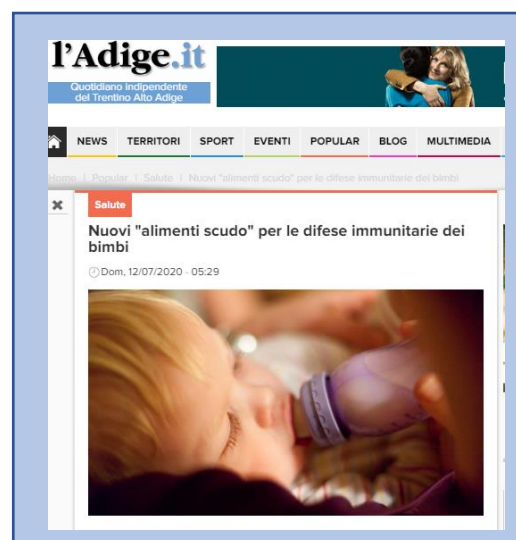 l'Adige.it
Quotidiano indipendente
del Trentino Alto Adige
NEWS TERRITORI SPORT EVENTI POPULAR BLOG MULTIMEDIA
Home | Popular | Salute | Nuovi "alimenti scudo" per le difese immunitarie dei bimbi
Salute
Nuovi "alimenti scudo" per le difese immunitarie dei
bimbi
Dom, 12/07/2020 - 05:29